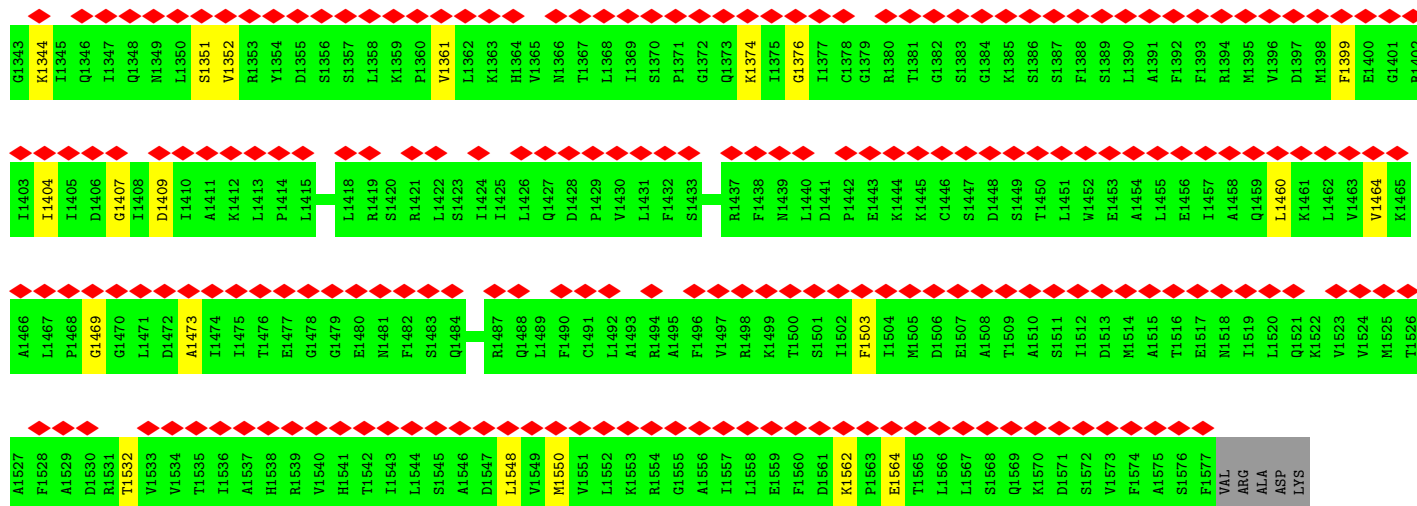 G1343 K1344 I1345 Q1346 I1347 Q1348 N1349 L1350 S1351 V1352 R1353 Y1354 D1355 S1356 S1357 L1358 K1359 P1360 V1361 L1362 K1363 H1364 V1365 N1366 T1367 L1368 I1369 S1370 P1371 G1372 Q1373 K1374 I1375 G1376 I1377 C1378 G1379 R1380 T1381 G1382 S1383 G1384 K1385 S1386 S1387 F1388 S1389 L1390 A1391 F1392 F1393 R1394 M1395 V1396 D1397 M1398 F1399 E1400 G1401 R1402
I1403 I1404 I1405 D1406 G1407 I1408 D1409 I1410 A1411 K1412 L1413 P1414 L1415 L1418 R1419 S1420 R1421 L1422 S1423 I1424 I1425 L1426 Q1427 D1428 P1429 V1430 L1431 F1432 S1433 R1437 F1438 N1439 L1440 D1441 P1442 E1443 K1444 K1445 C1446 S1447 D1448 S1449 T1450 L1451 W1452 E1453 A1454 L1455 E1456 I1457 A1458 Q1459 L1460 K1461 L1462 V1463 V1464 K1465
A1466 L1467 P1468 G1469 G1470 L1471 D1472 A1473 I1474 I1475 T1476 E1477 G1478 G1479 E1480 N1481 F1482 S1483 Q1484 R1487 Q1488 L1489 F1490 C1491 L1492 A1493 R1494 A1495 F1496 V1497 R1498 K1499 T1500 S1501 I1502 F1503 I1504 M1505 D1506 E1507 A1508 T1509 A1510 S1511 I1512 D1513 M1514 A1515 T1516 E1517 N1518 I1519 L1520 Q1521 K1522 V1523 V1524 M1525 T1526
A1527 F1528 A1529 D1530 R1531 T1532 V1533 V1534 T1535 I1536 A1537 H1538 R1539 V1540 H1541 T1542 I1543 L1544 S1545 A1546 D1547 L1548 V1549 M1550 V1551 L1552 K1553 R1554 G1555 A1556 I1557 L1558 E1559 F1560 D1561 K1562 P1563 E1564 T1565 L1566 L1567 S1568 Q1569 K1570 D1571 S1572 V1573 F1574 A1575 S1576 F1577 VAL ARG ALA ASP LYS